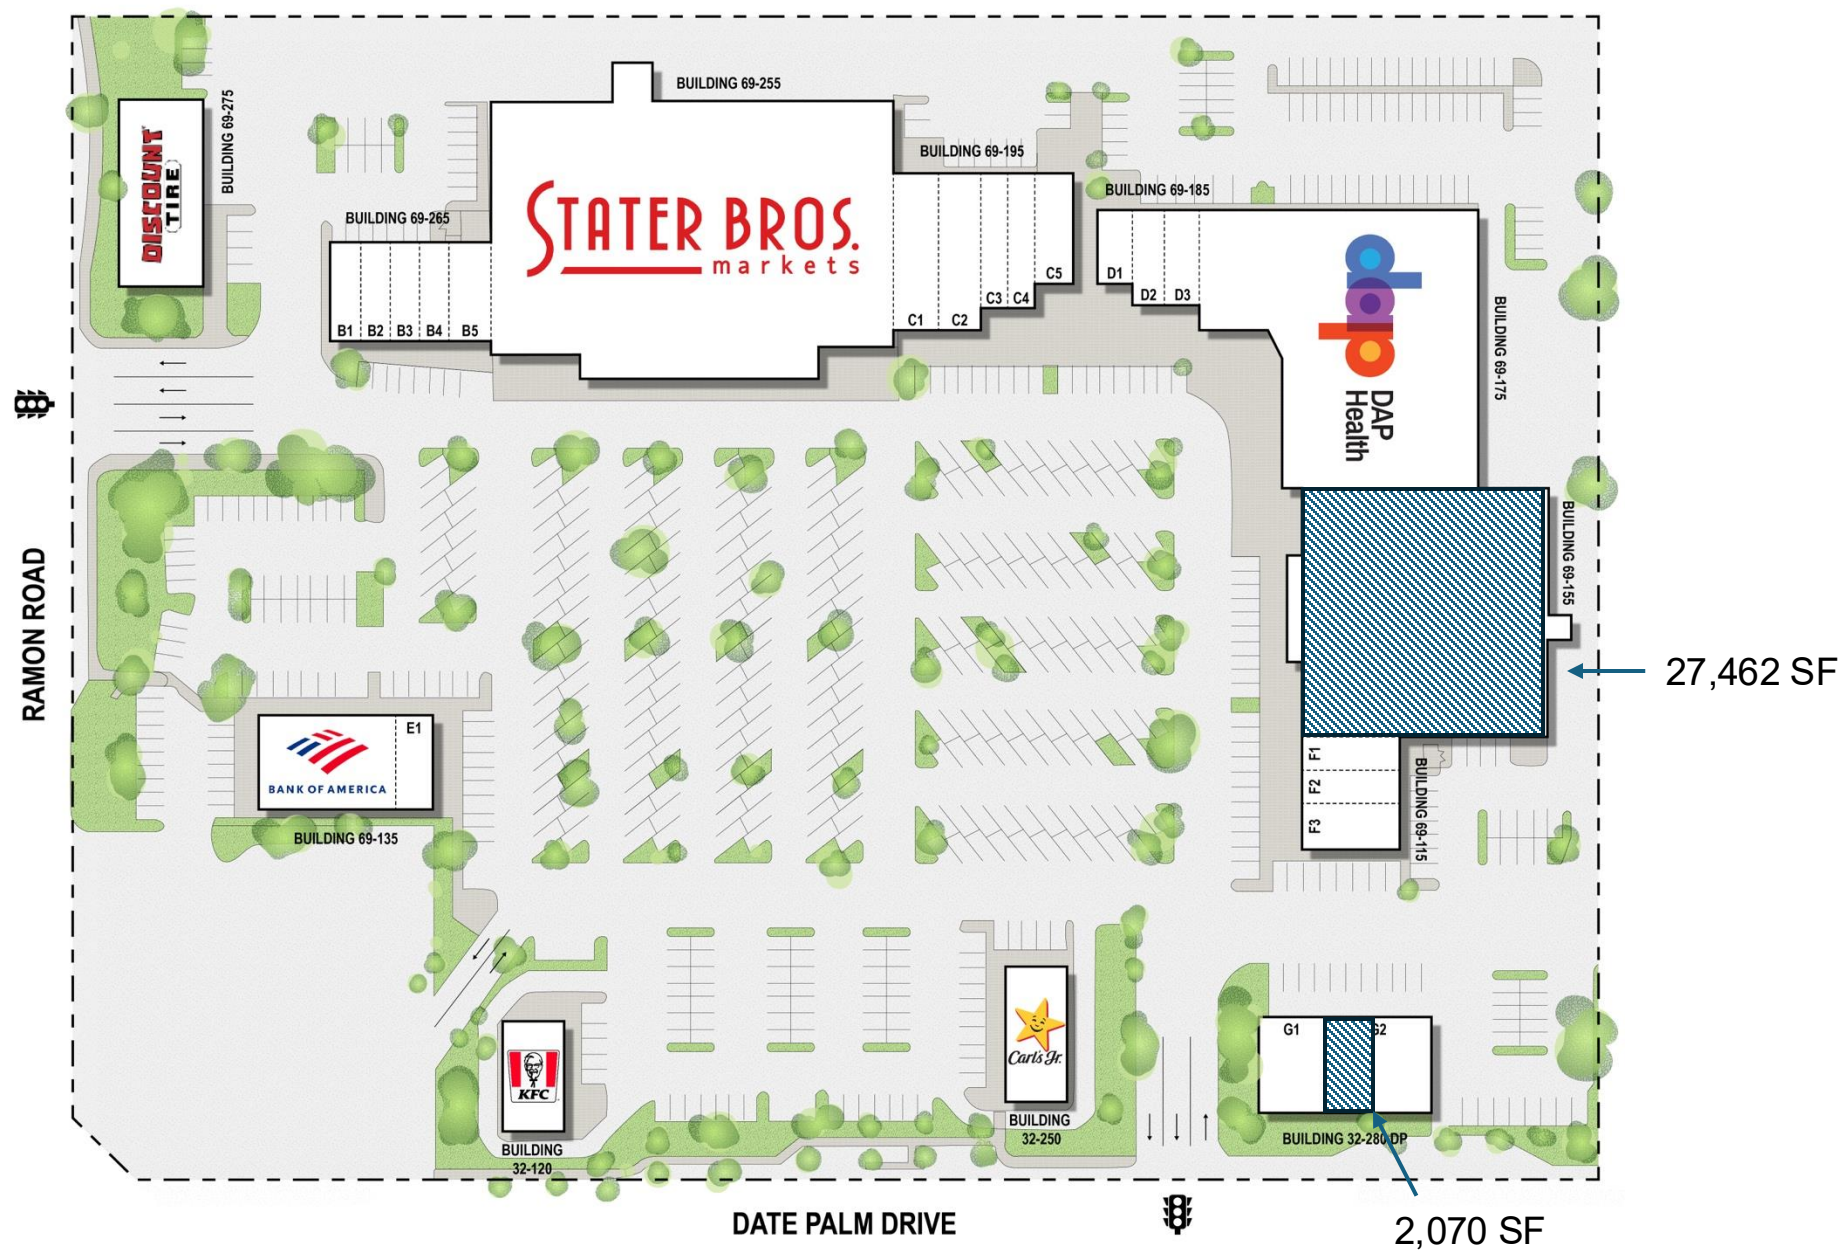 BUILDING 69-255
BUILDING 69-275
DISCOUNT
TIRE
BUILDING 69-195
BUILDING 69-185
BUILDING 69-265
STATER BROS.
markets
C5
D1
C3
C4
D2
D3
B1
B2
B3
B4
B5
C1
C2
BUILDING 69-175
dap
DAP
Health
BUILDING 69-155
RAMON ROAD
27,462 SF
E1
BANK OF AMERICA
BUILDING 69-135
F1
F2
F3
BUILDING 69-115
KFC
BUILDING
32-120
Carl's Jr.
BUILDING
32-250
G1
G2
BUILDING 32-280 DP
DATE PALM DRIVE
2,070 SF